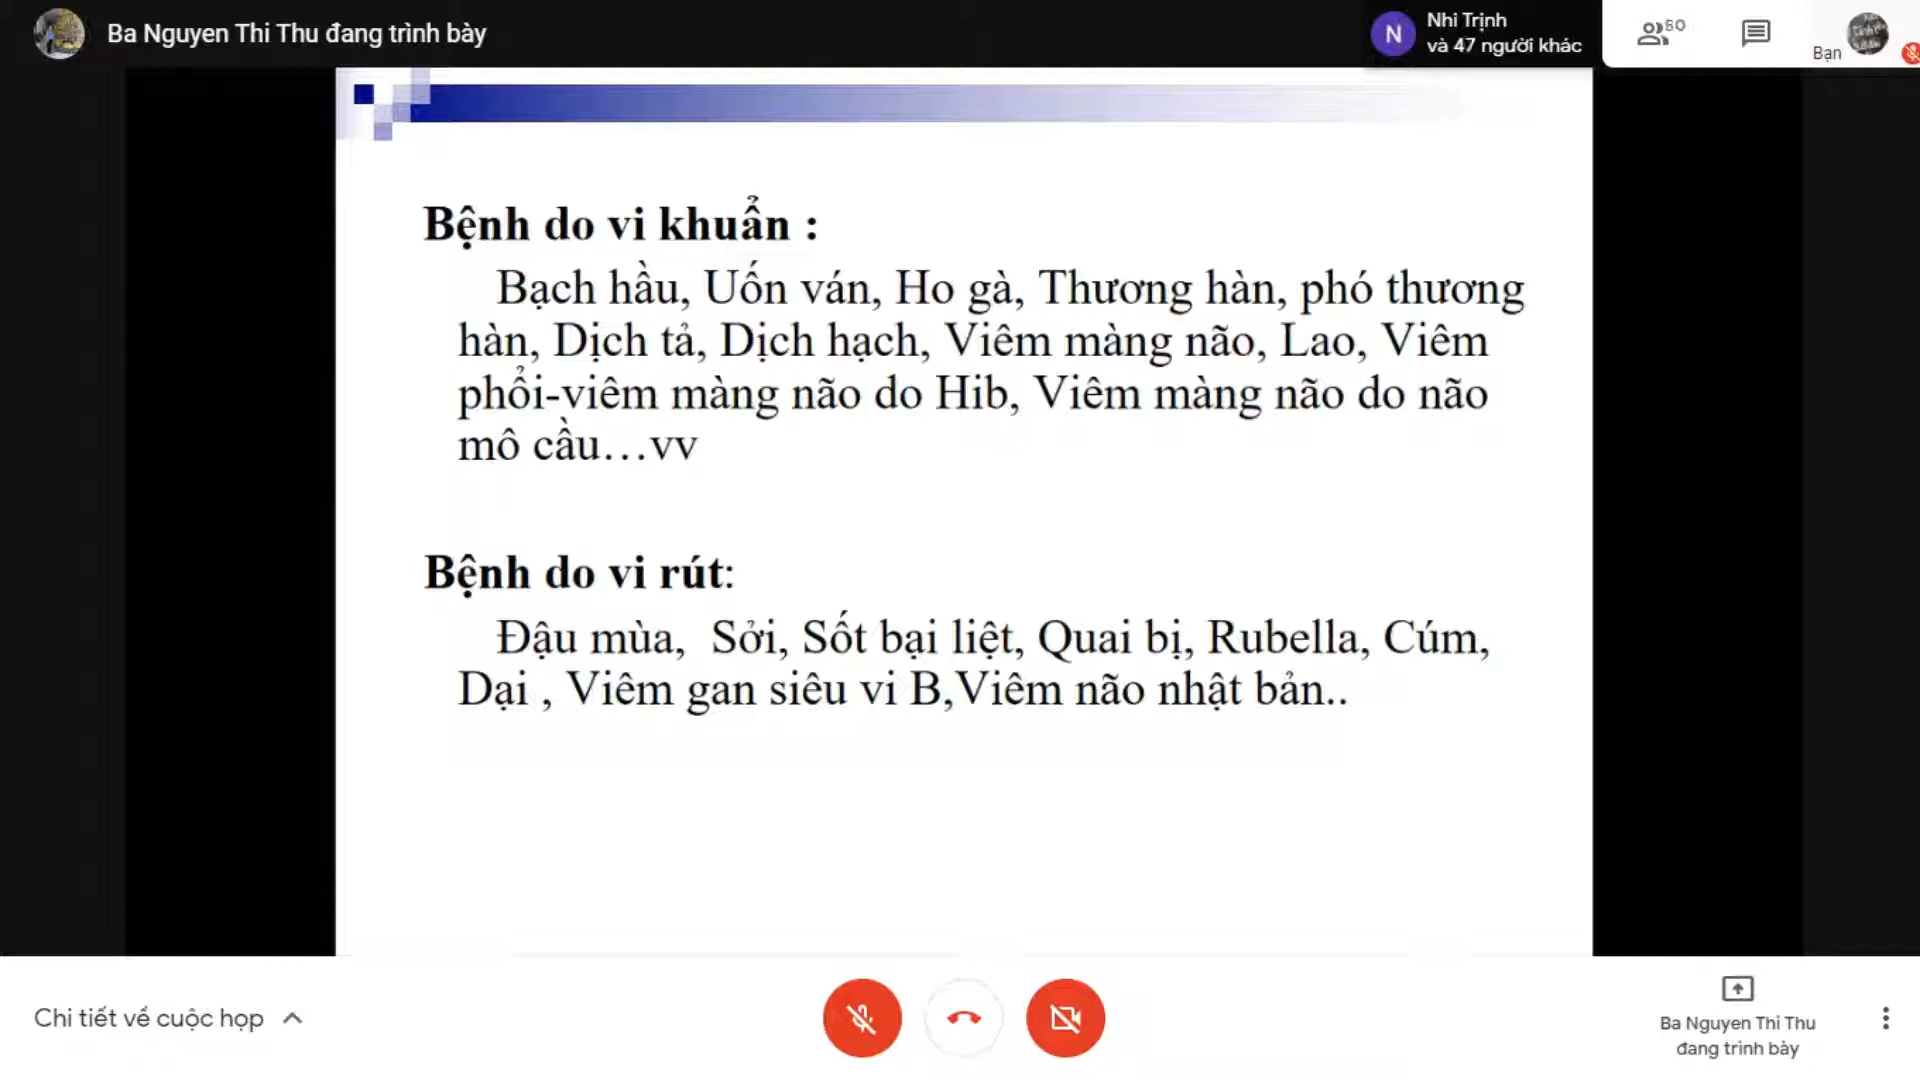 Ba Nguyen Thi Thu đang trình bày
N
Nhi Trịnh
và 47 người khác
50
Bạn
Bệnh do vi khuẩn :
Bạch hầu, Uốn ván, Ho gà, Thương hàn, phó thương
hàn, Dịch tả, Dịch hạch, Viêm màng não, Lao, Viêm
phổi-viêm màng não do Hib, Viêm màng não do não
mô cầu…vv
Bệnh do vi rút:
Đậu mùa, Sởi, Sốt bại liệt, Quai bị, Rubella, Cúm,
Dại , Viêm gan siêu vi B,Viêm não nhật bản..
Chi tiết về cuộc họp
Ba Nguyen Thi Thu
đang trình bày